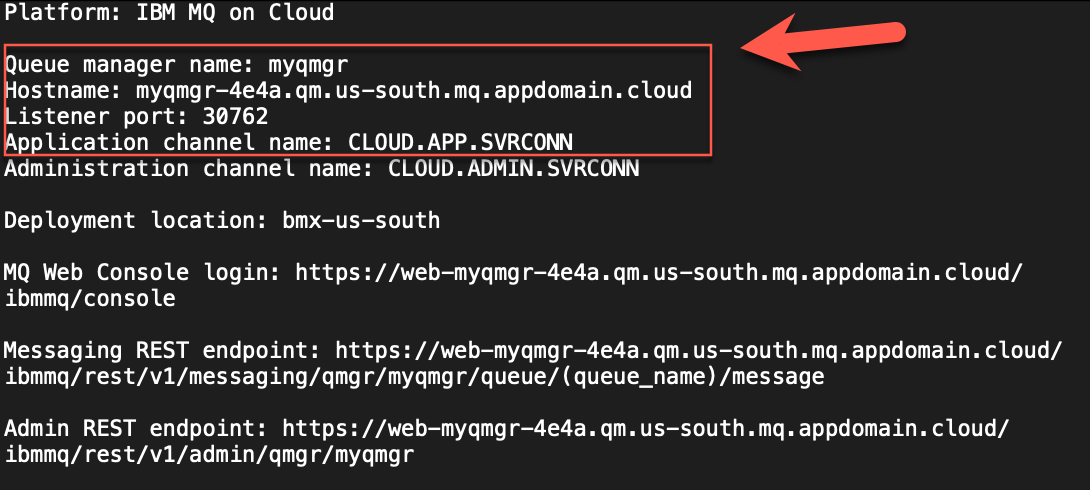 Platform: IBM MQ on Cloud
Queue manager name: myqmgr
Hostname: myqmgr-4e4a.qm.us-south.mq.appdomain.cloud
Listener port: 30762
Application channel name: CLOUD.APP.SVRCONN
Administration channel name: CLOUD.ADMIN.SVRCONN
Deployment location: bmx-us-south
MQ Web Console login: https://web-myqmgr-4e4a.qm.us-south.mq.appdomain.cloud/
ibmmq/console
Messaging REST endpoint: https://web-myqmgr-4e4a.qm.us-south.mq.appdomain.cloud/
ibmmq/rest/v1/messaging/qmgr/myqmgr/queue/(queue_name)/message
Admin REST endpoint: https://web-myqmgr-4e4a.qm.us-south.mq.appdomain.cloud/
ibmmq/rest/v1/admin/qmgr/myqmgr